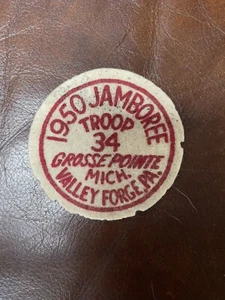 1950 JAMBOREE
TROOP
34
GROSSE POINTE
MICH.
VALLEY FORGE, PA.